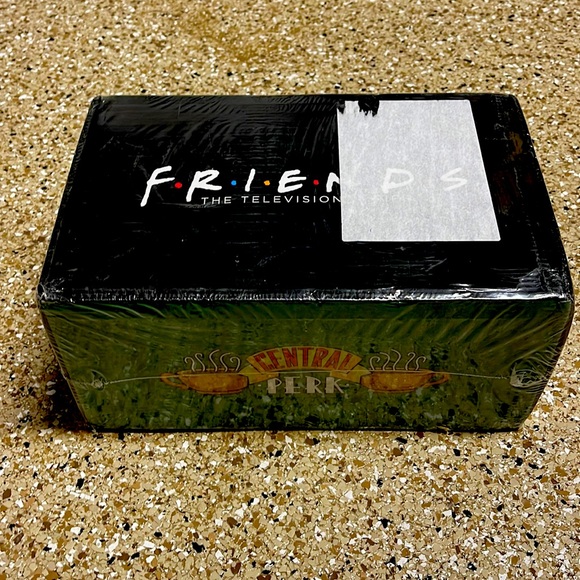 F•R•I•E•N D S
THE TELEVISION
CENTRAL
PERK